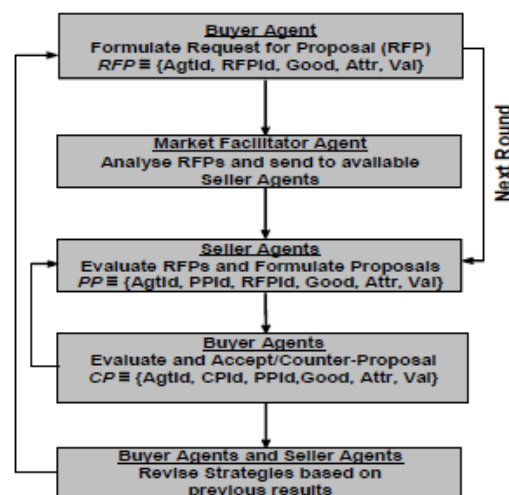 Buyer Agent
Formulate Request for Proposal (RFP)
RFP ≡ {AgtId, RFPId, Good, Attr, Val}
Market Facilitator Agent
Analyse RFPs and send to available
Seller Agents
Next Round
Seller Agents
Evaluate RFPs and Formulate Proposals
PP ≡ {AgtId, PPId, RFPId, Good, Attr, Val}
Buyer Agents
Evaluate and Accept/Counter-Proposal
CP ≡ {AgtId, CPId, PPId,Good, Attr, Val}
Buyer Agents and Seller Agents
Revise Strategies based on
previous results